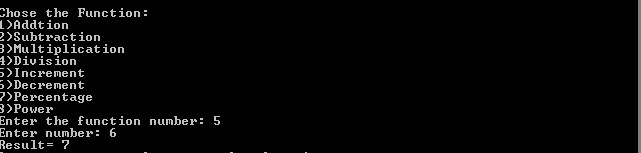 Chose the Function:
1>Addtion
2>Subtraction
3>Multiplication
4>Division
5>Increment
6>Decrement
7>Percentage
8>Power
Enter the function number: 5
Enter number: 6
Result= 7